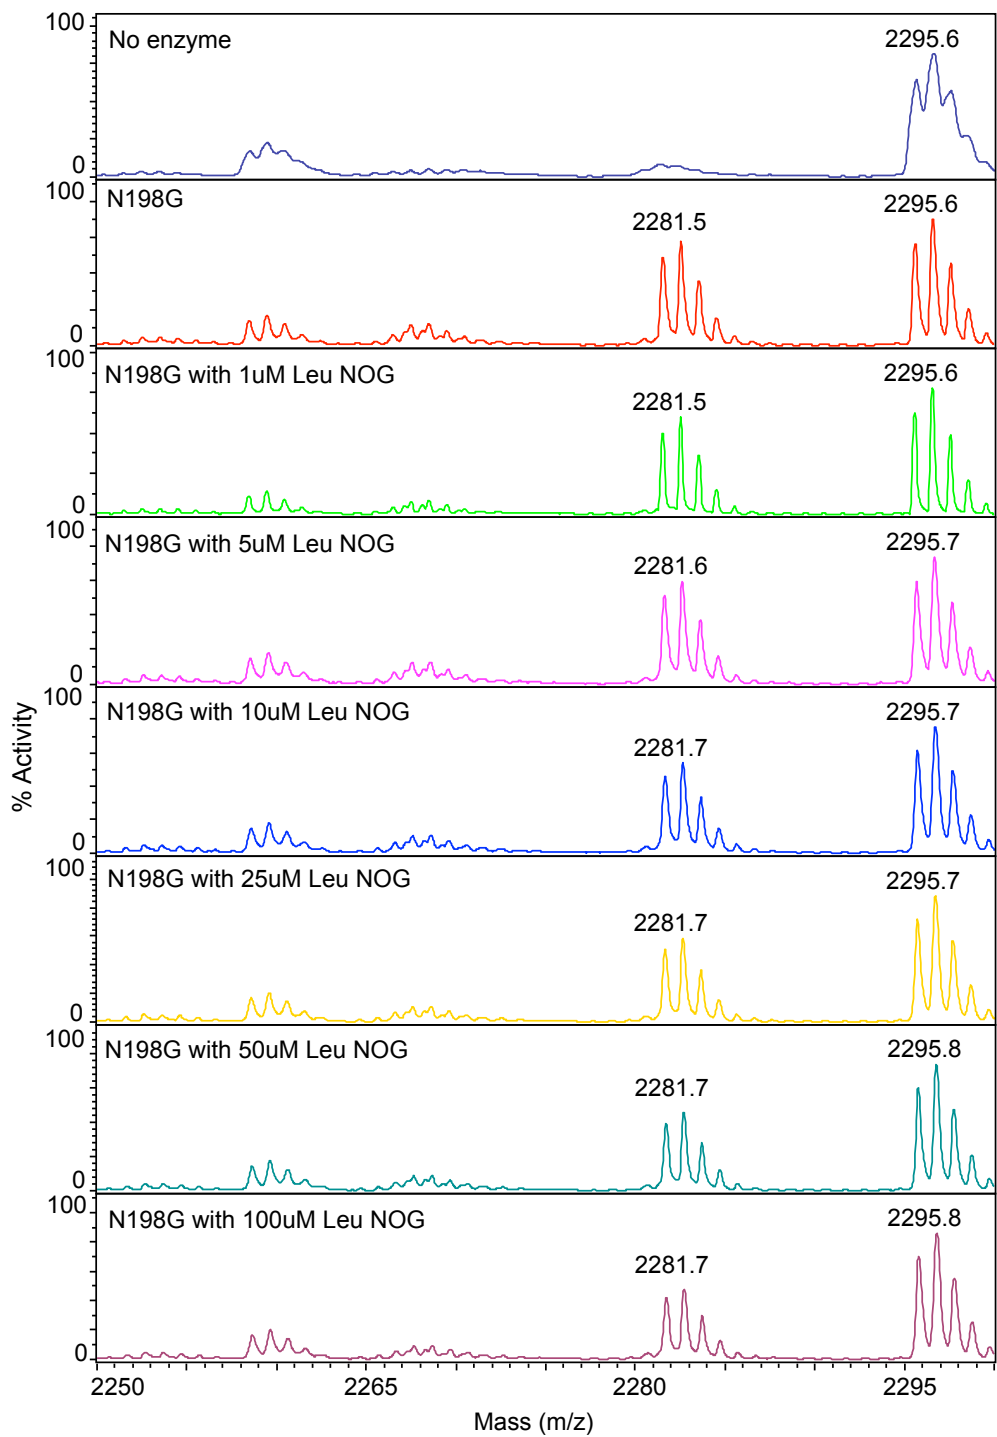 100
No enzyme
2295.6
0
100
N198G
2281.5
2295.6
0
100
N198G with 1uM Leu NOG
2281.5
2295.6
0
100
N198G with 5uM Leu NOG
2281.6
2295.7
0
100
N198G with 10uM Leu NOG
2281.7
2295.7
0
100
N198G with 25uM Leu NOG
2281.7
2295.7
0
100
N198G with 50uM Leu NOG
2281.7
2295.8
0
100
N198G with 100uM Leu NOG
2281.7
2295.8
0
% Activity
2250 2265 2280 2295
Mass (m/z)